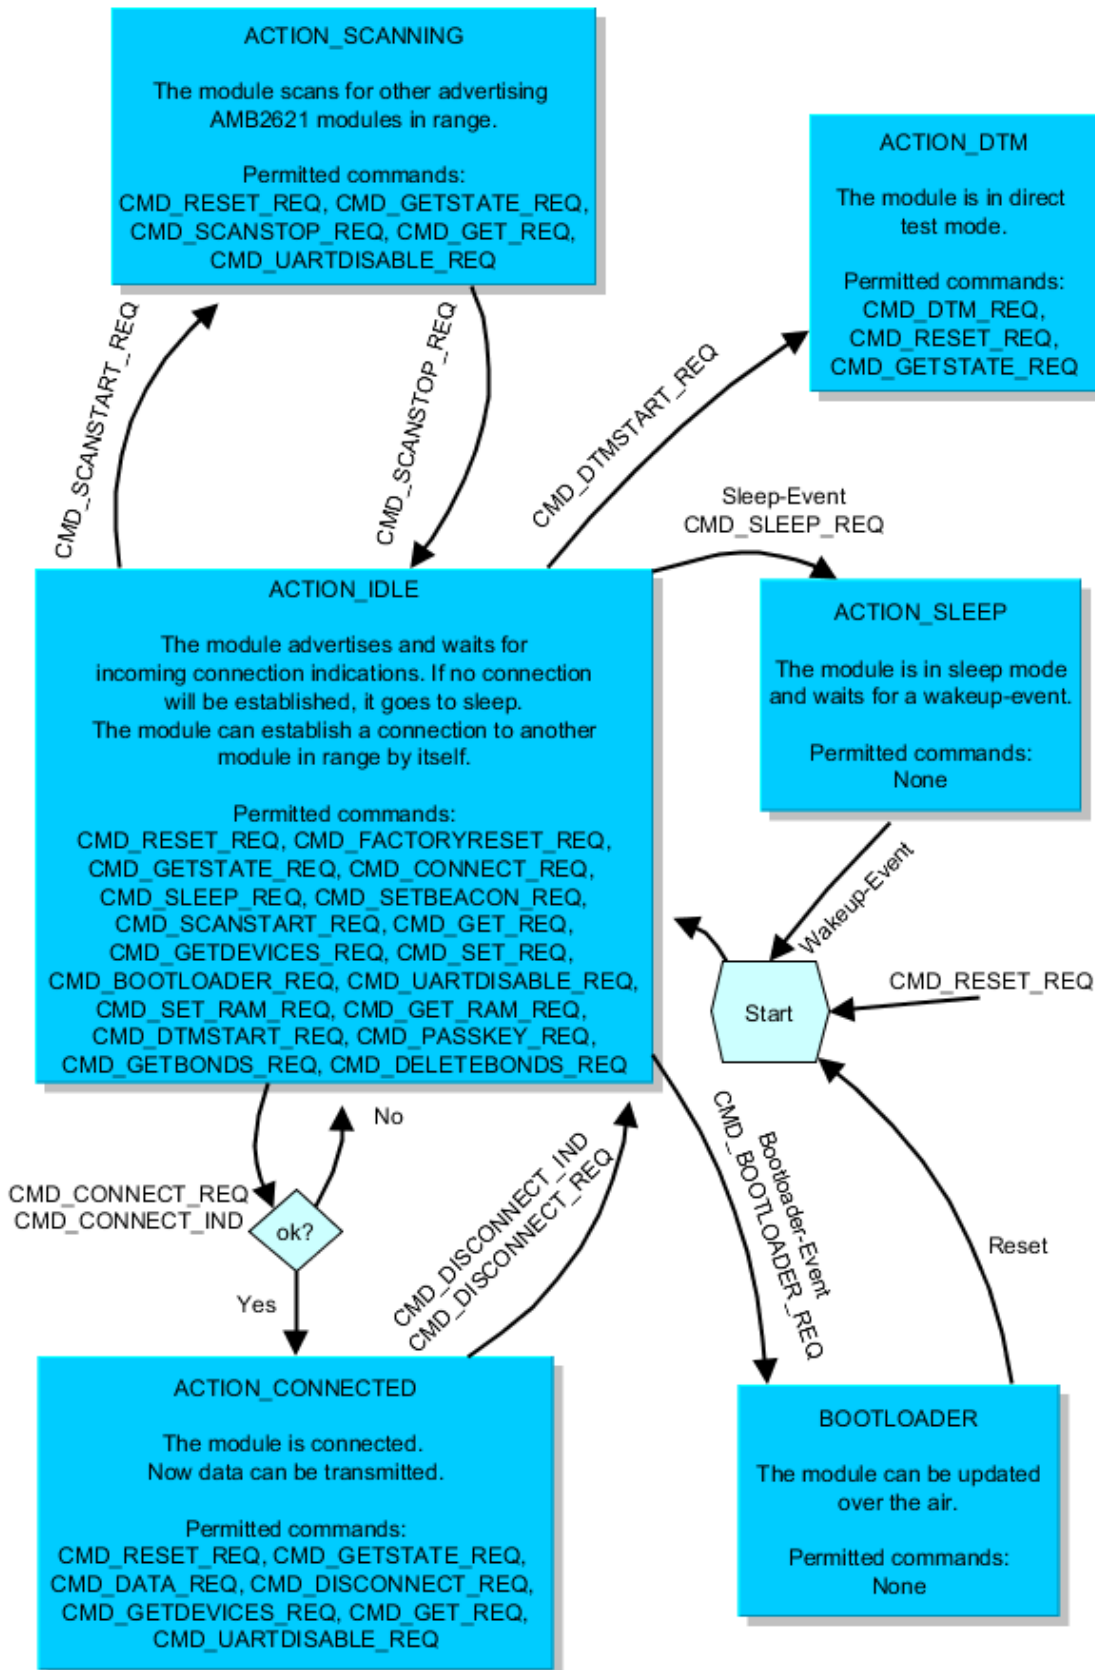 ACTION_SCANNING
The module scans for other advertising
AMB2621 modules in range.
Permitted commands:
CMD_RESET_REQ, CMD_GETSTATE_REQ,
CMD_SCANSTOP_REQ, CMD_GET_REQ,
CMD_UARTDISABLE_REQ
ACTION_DTM
The module is in direct
test mode.
Permitted commands:
CMD_DTM_REQ,
CMD_RESET_REQ,
CMD_GETSTATE_REQ
CMD_SCANSTART_REQ
CMD_SCANSTOP_REQ
CMD_DTMSTART_REQ
Sleep-Event
CMD_SLEEP_REQ
ACTION_IDLE
The module advertises and waits for
incoming connection indications. If no connection
will be established, it goes to sleep.
The module can establish a connection to another
module in range by itself.
Permitted commands:
CMD_RESET_REQ, CMD_FACTORYRESET_REQ,
CMD_GETSTATE_REQ, CMD_CONNECT_REQ,
CMD_SLEEP_REQ, CMD_SETBEACON_REQ,
CMD_SCANSTART_REQ, CMD_GET_REQ,
CMD_GETDEVICES_REQ, CMD_SET_REQ,
CMD_BOOTLOADER_REQ, CMD_UARTDISABLE_REQ,
CMD_SET_RAM_REQ, CMD_GET_RAM_REQ,
CMD_DTMSTART_REQ, CMD_PASSKEY_REQ,
CMD_GETBONDS_REQ, CMD_DELETEBONDS_REQ
ACTION_SLEEP
The module is in sleep mode
and waits for a wakeup-event.
Permitted commands:
None
Wakeup-Event
CMD_RESET_REQ
Start
No
CMD_CONNECT_REQ
CMD_CONNECT_IND
ok?
Yes
CMD_DISCONNECT_IND
CMD_DISCONNECT_REQ
Bootloader-Event
CMD_BOOTLOADER_REQ
Reset
ACTION_CONNECTED
The module is connected.
Now data can be transmitted.
Permitted commands:
CMD_RESET_REQ, CMD_GETSTATE_REQ,
CMD_DATA_REQ, CMD_DISCONNECT_REQ,
CMD_GETDEVICES_REQ, CMD_GET_REQ,
CMD_UARTDISABLE_REQ
BOOTLOADER
The module can be updated
over the air.
Permitted commands:
None